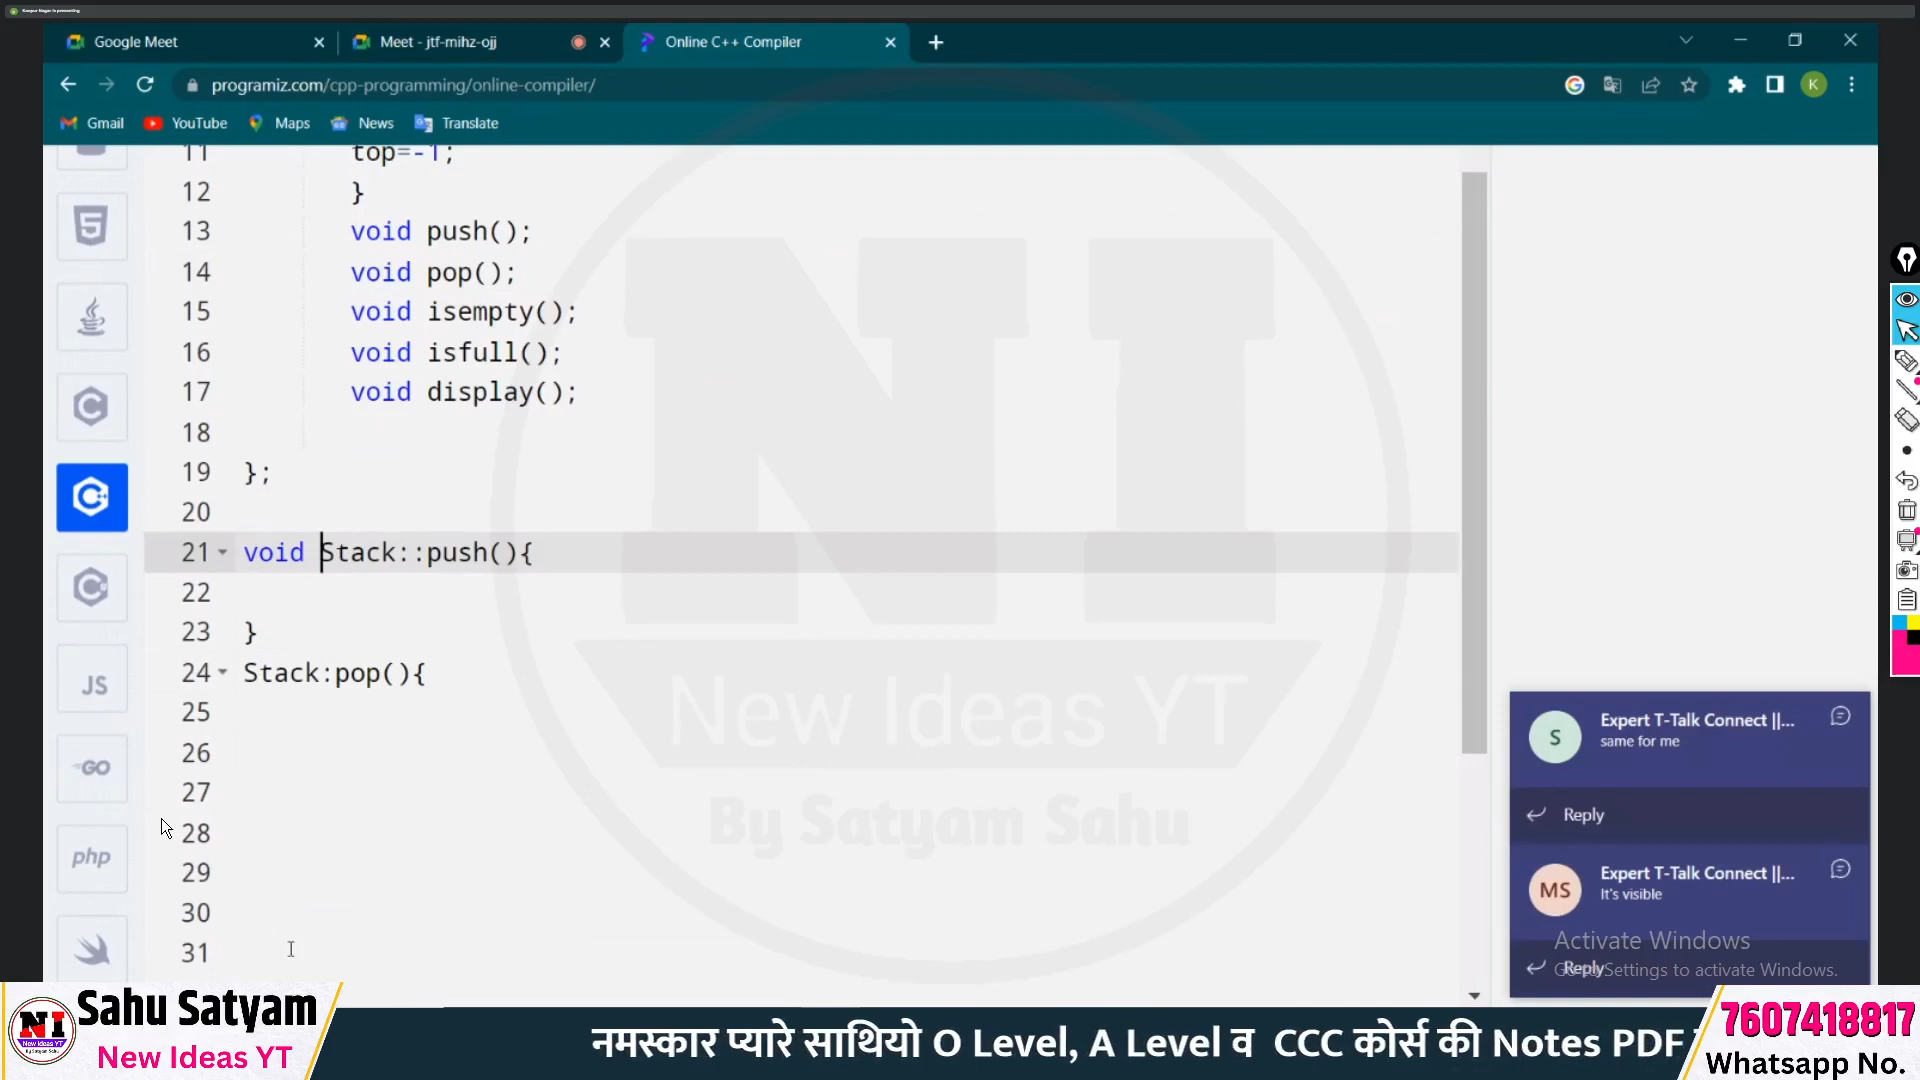 Google Meet
Meet - jtf-mihz-ojj
Online C++ Compiler
programiz.com/cpp-programming/online-compiler/
K
Gmail
YouTube
Maps
News
Translate
11 top=-1;
12 }
13 void push();
14 void pop();
15 void isempty();
16 void isfull();
17 void display();
18
19 };
20
21 void Stack::push(){
22
23 }
24 Stack:pop(){
25
26
27
28
29
30
31
JS
GO
php
NI
New Ideas YT
By Satyam Sahu
S
Expert T-Talk Connect ||...
same for me
Reply
MS
Expert T-Talk Connect ||...
It's visible
Reply
Activate Windows
Go to Settings to activate Windows.
NI
Sahu Satyam
New Ideas YT
नमस्कार प्यारे साथियो O Level, A Level व CCC कोर्स की Notes PDF
7607418817
Whatsapp No.